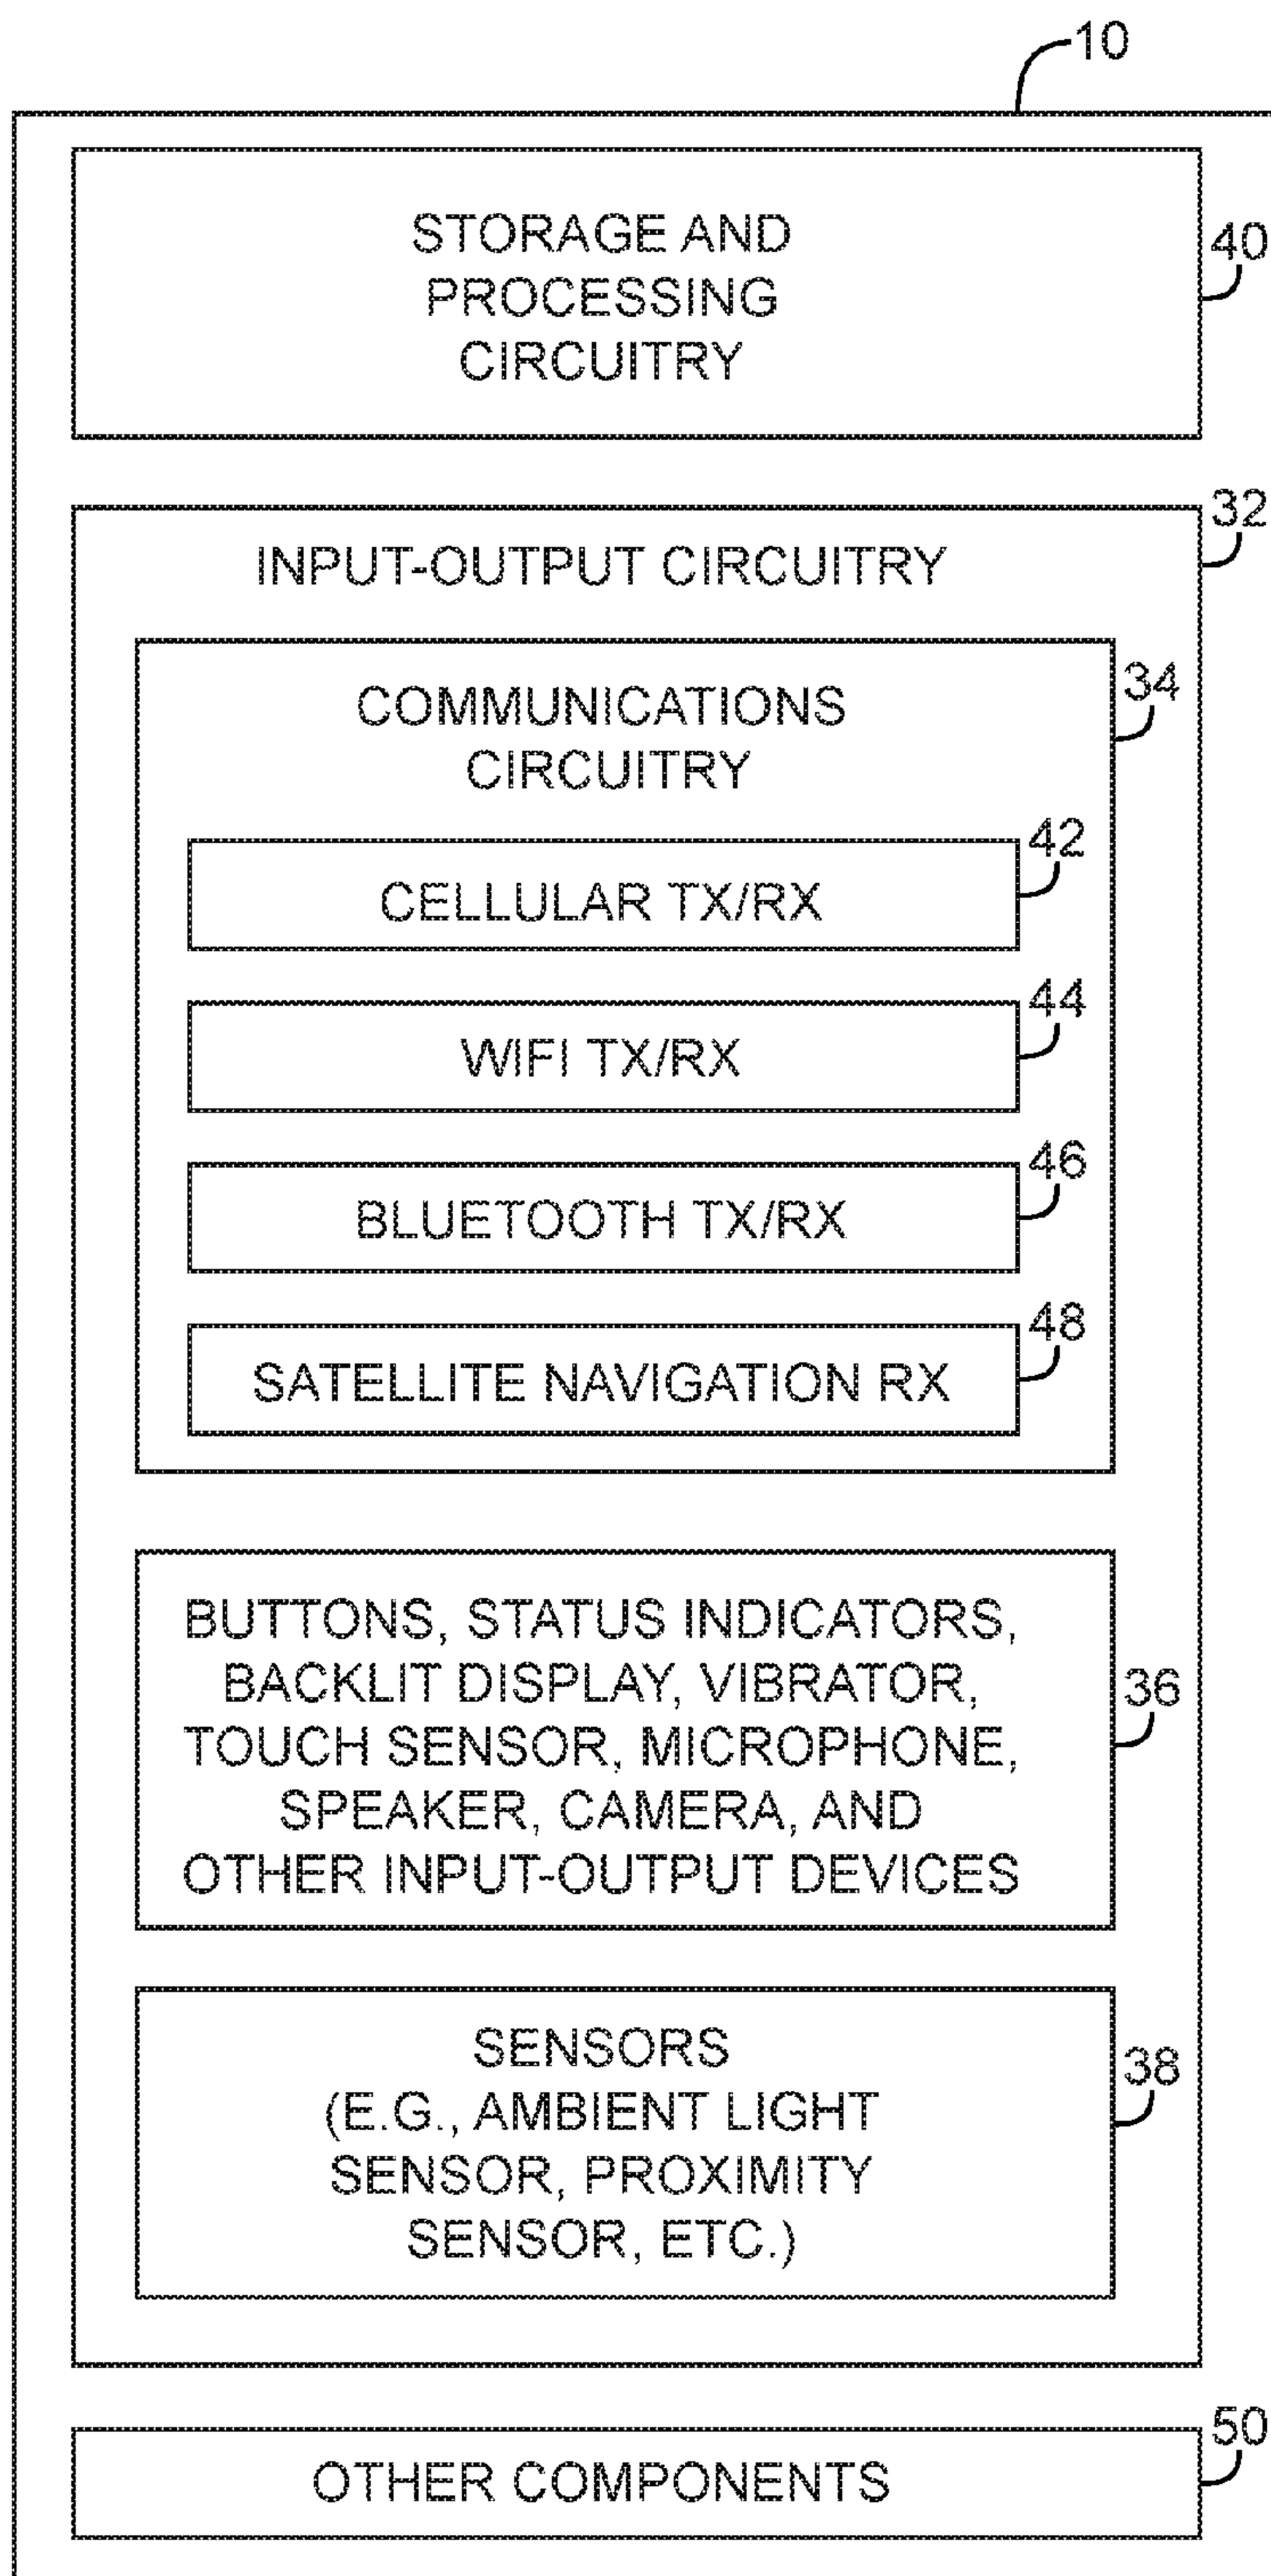 10
STORAGE AND
PROCESSING
CIRCUITRY
40
32
INPUT-OUTPUT CIRCUITRY
COMMUNICATIONS
CIRCUITRY
34
42
CELLULAR TX/RX
44
WIFI TX/RX
46
BLUETOOTH TX/RX
48
SATELLITE NAVIGATION RX
BUTTONS, STATUS INDICATORS,
BACKLIT DISPLAY, VIBRATOR,
TOUCH SENSOR, MICROPHONE,
SPEAKER, CAMERA, AND
OTHER INPUT-OUTPUT DEVICES
36
SENSORS
(E.G., AMBIENT LIGHT
SENSOR, PROXIMITY
SENSOR, ETC.)
38
50
OTHER COMPONENTS